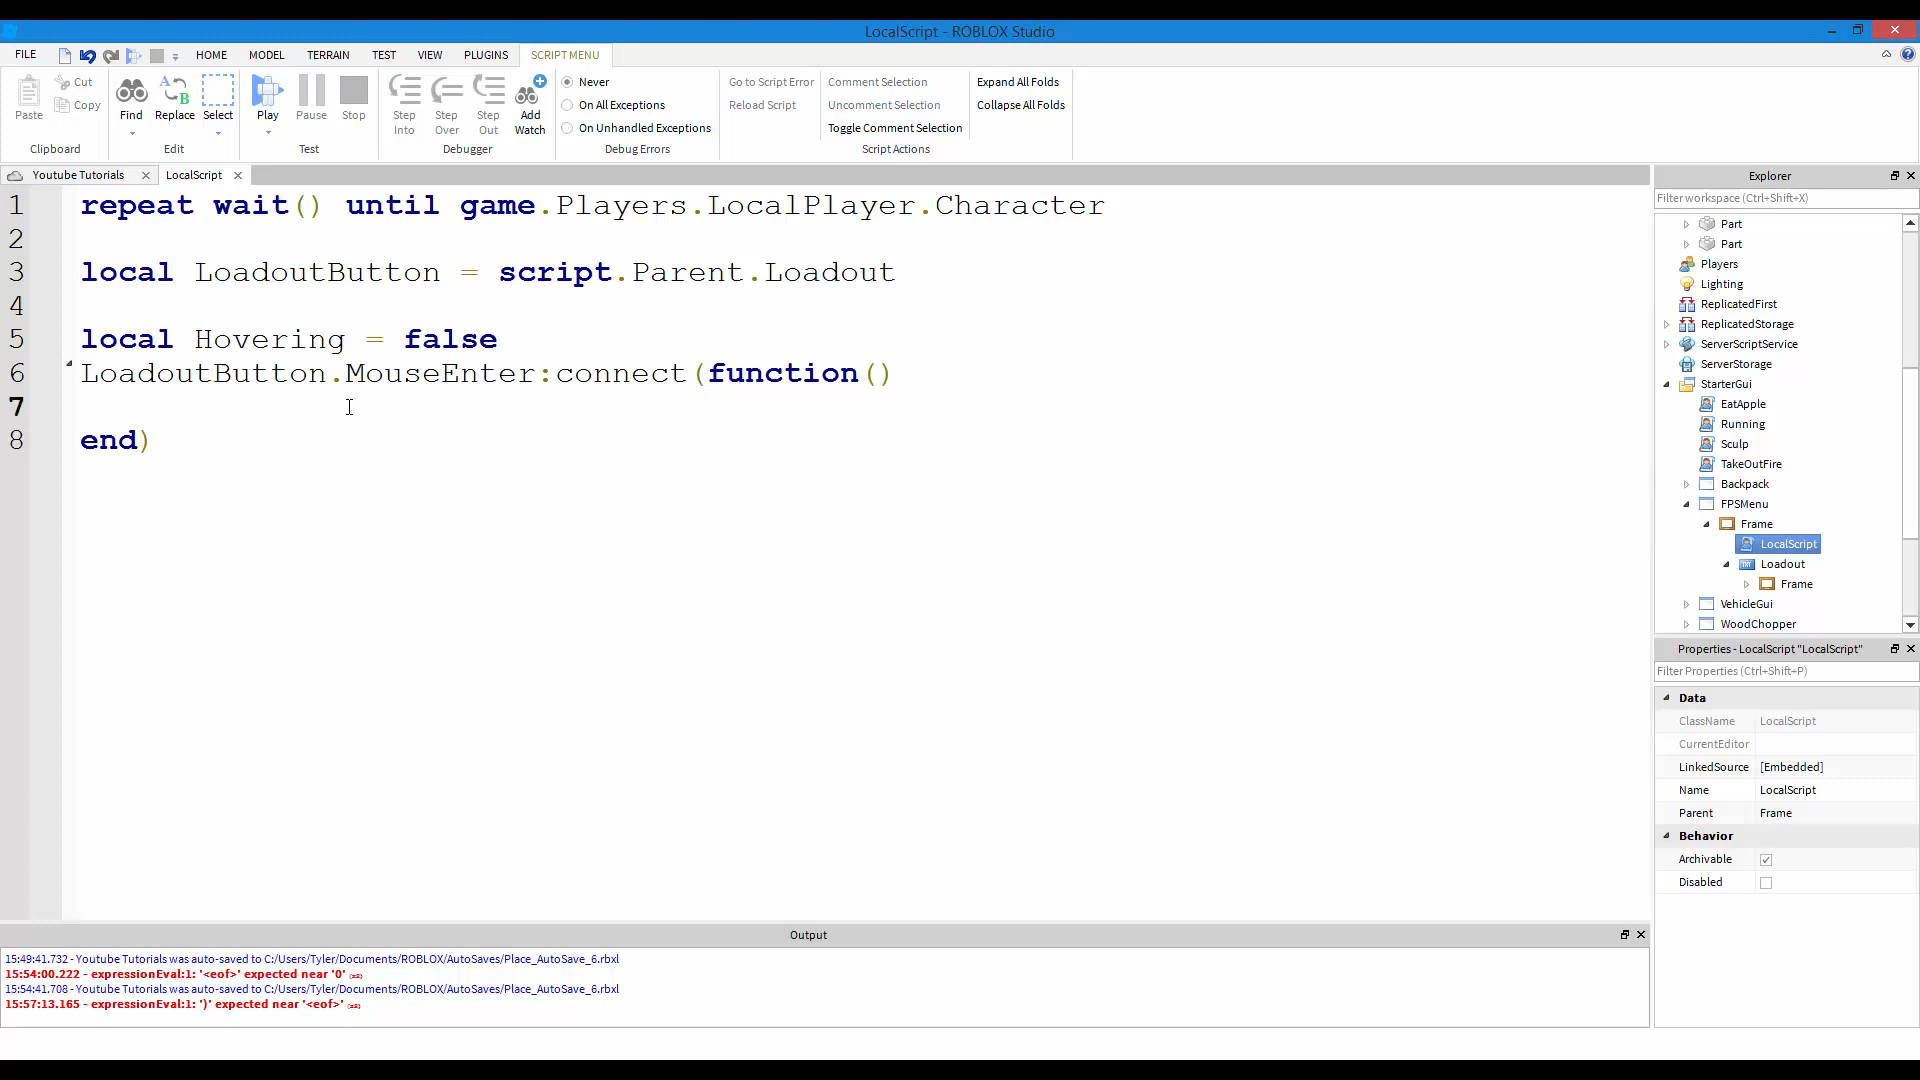 LocalScript - ROBLOX Studio
FILE HOME MODEL TERRAIN TEST VIEW PLUGINS SCRIPT MENU
Paste
Cut
Copy
Clipboard
Find
Replace
Select
Edit
Play
Pause
Stop
Test
Step Into
Step Over
Step Out
Add Watch
Debugger
Never
On All Exceptions
On Unhandled Exceptions
Debug Errors
Go to Script Error
Reload Script
Comment Selection
Uncomment Selection
Toggle Comment Selection
Script Actions
Expand All Folds
Collapse All Folds
Youtube Tutorials
LocalScript
1 repeat wait() until game.Players.LocalPlayer.Character
2
3 local LoadoutButton = script.Parent.Loadout
4
5 local Hovering = false
6 LoadoutButton.MouseEnter:connect(function()
7
8 end)
Explorer
Filter workspace (Ctrl+Shift+X)
Part
Part
Players
Lighting
ReplicatedFirst
ReplicatedStorage
ServerScriptService
ServerStorage
StarterGui
EatApple
Running
Sculp
TakeOutFire
Backpack
FPSMenu
Frame
LocalScript
Loadout
Frame
VehicleGui
WoodChopper
Properties - LocalScript "LocalScript"
Filter Properties (Ctrl+Shift+P)
Data
ClassName LocalScript
CurrentEditor
LinkedSource [Embedded]
Name LocalScript
Parent Frame
Behavior
Archivable
Disabled
Output
15:49:41.732 - Youtube Tutorials was auto-saved to C:/Users/Tyler/Documents/ROBLOX/AutoSaves/Place_AutoSave_6.rbxl
15:54:00.222 - expressionEval:1: '<eof>' expected near '0'
15:54:41.708 - Youtube Tutorials was auto-saved to C:/Users/Tyler/Documents/ROBLOX/AutoSaves/Place_AutoSave_6.rbxl
15:57:13.165 - expressionEval:1: ')' expected near '<eof>'